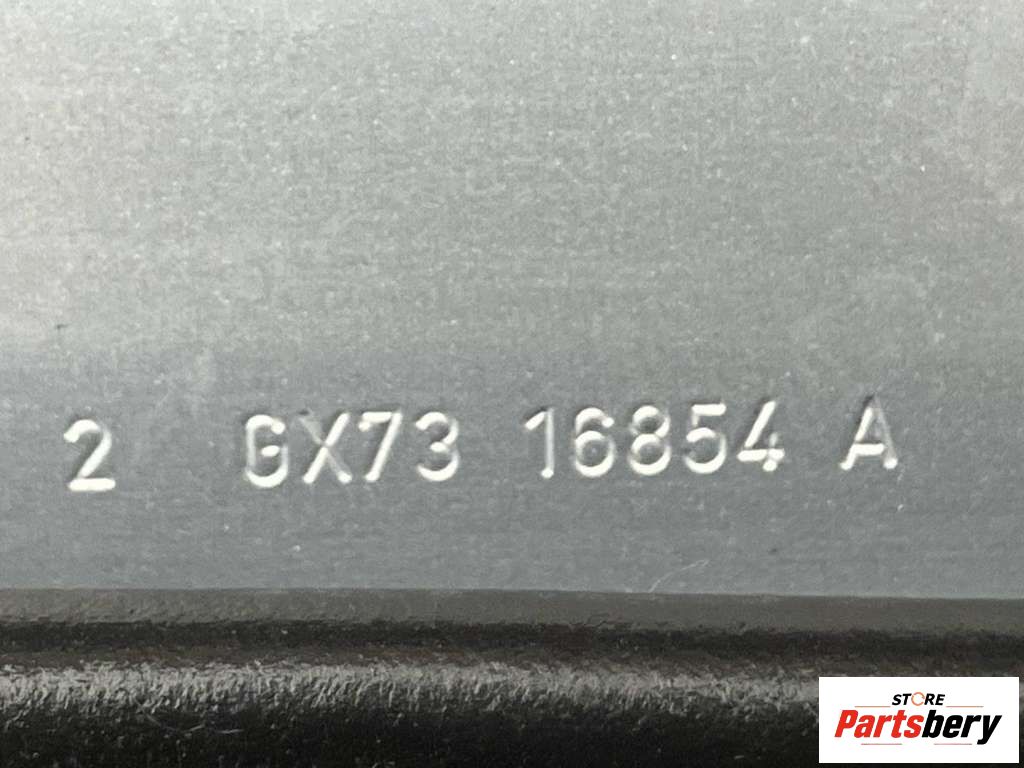 2 GX73 16854 A
STORE
Partsbery